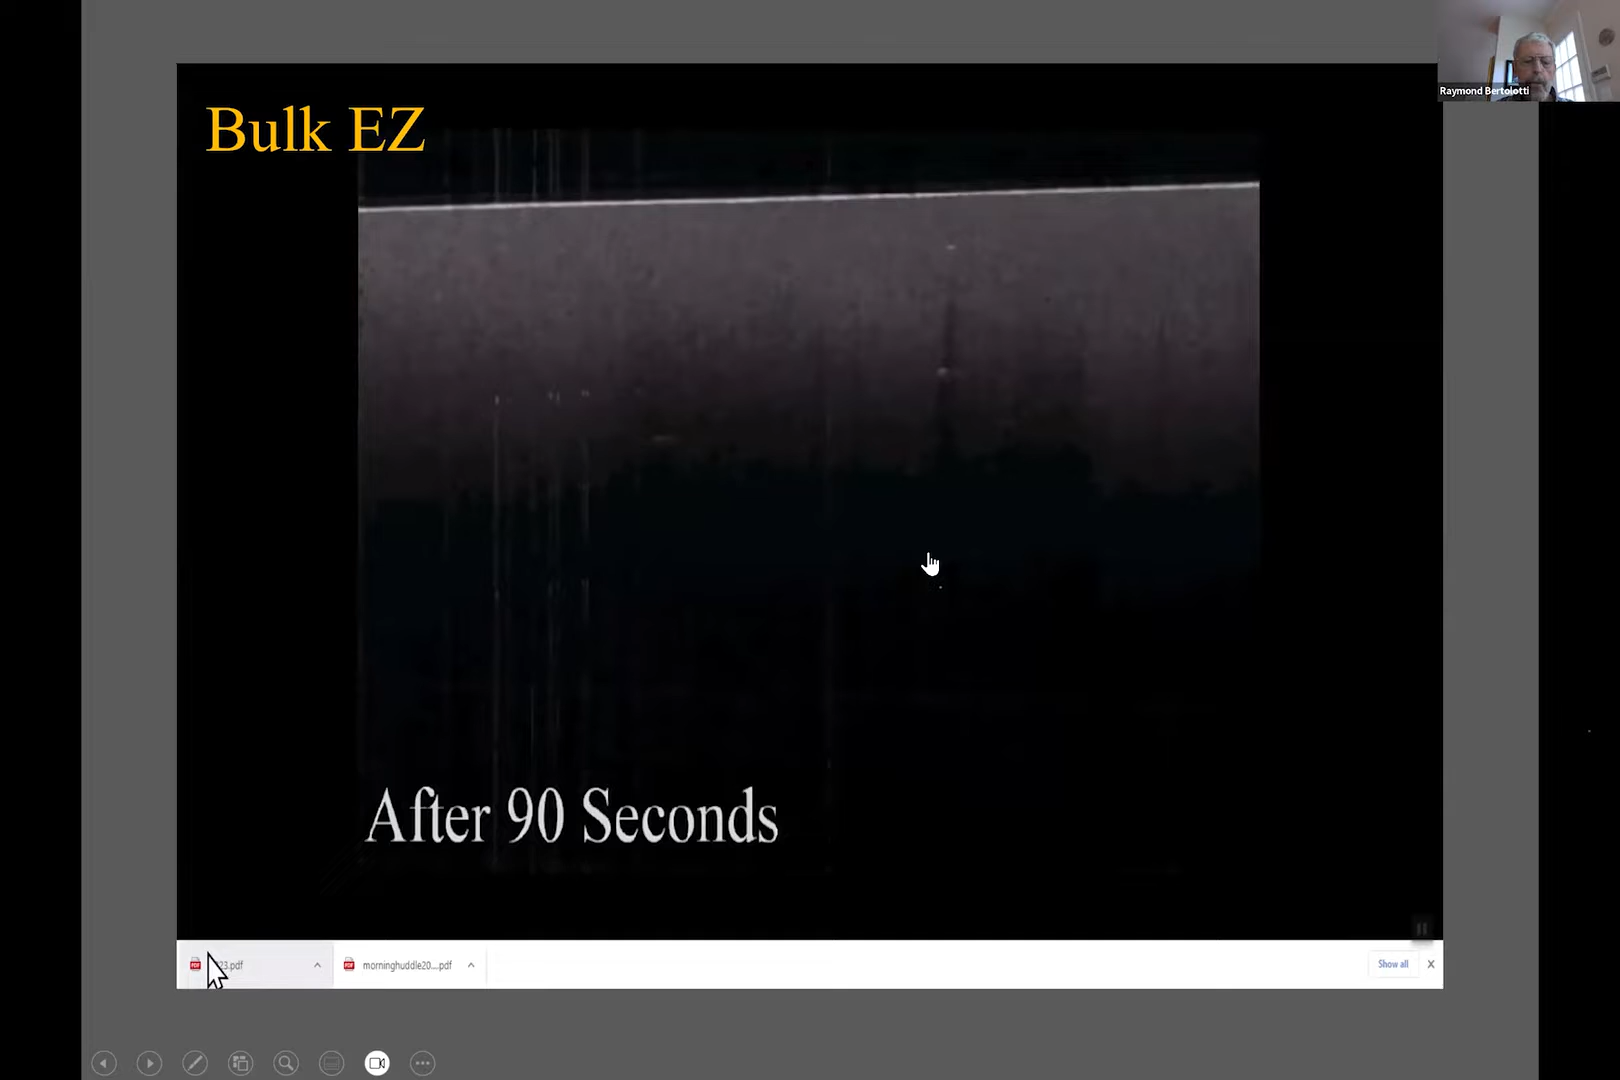 Raymond Bertolotti
Bulk EZ
After 90 Seconds
morninghuddle20....pdf
Show all